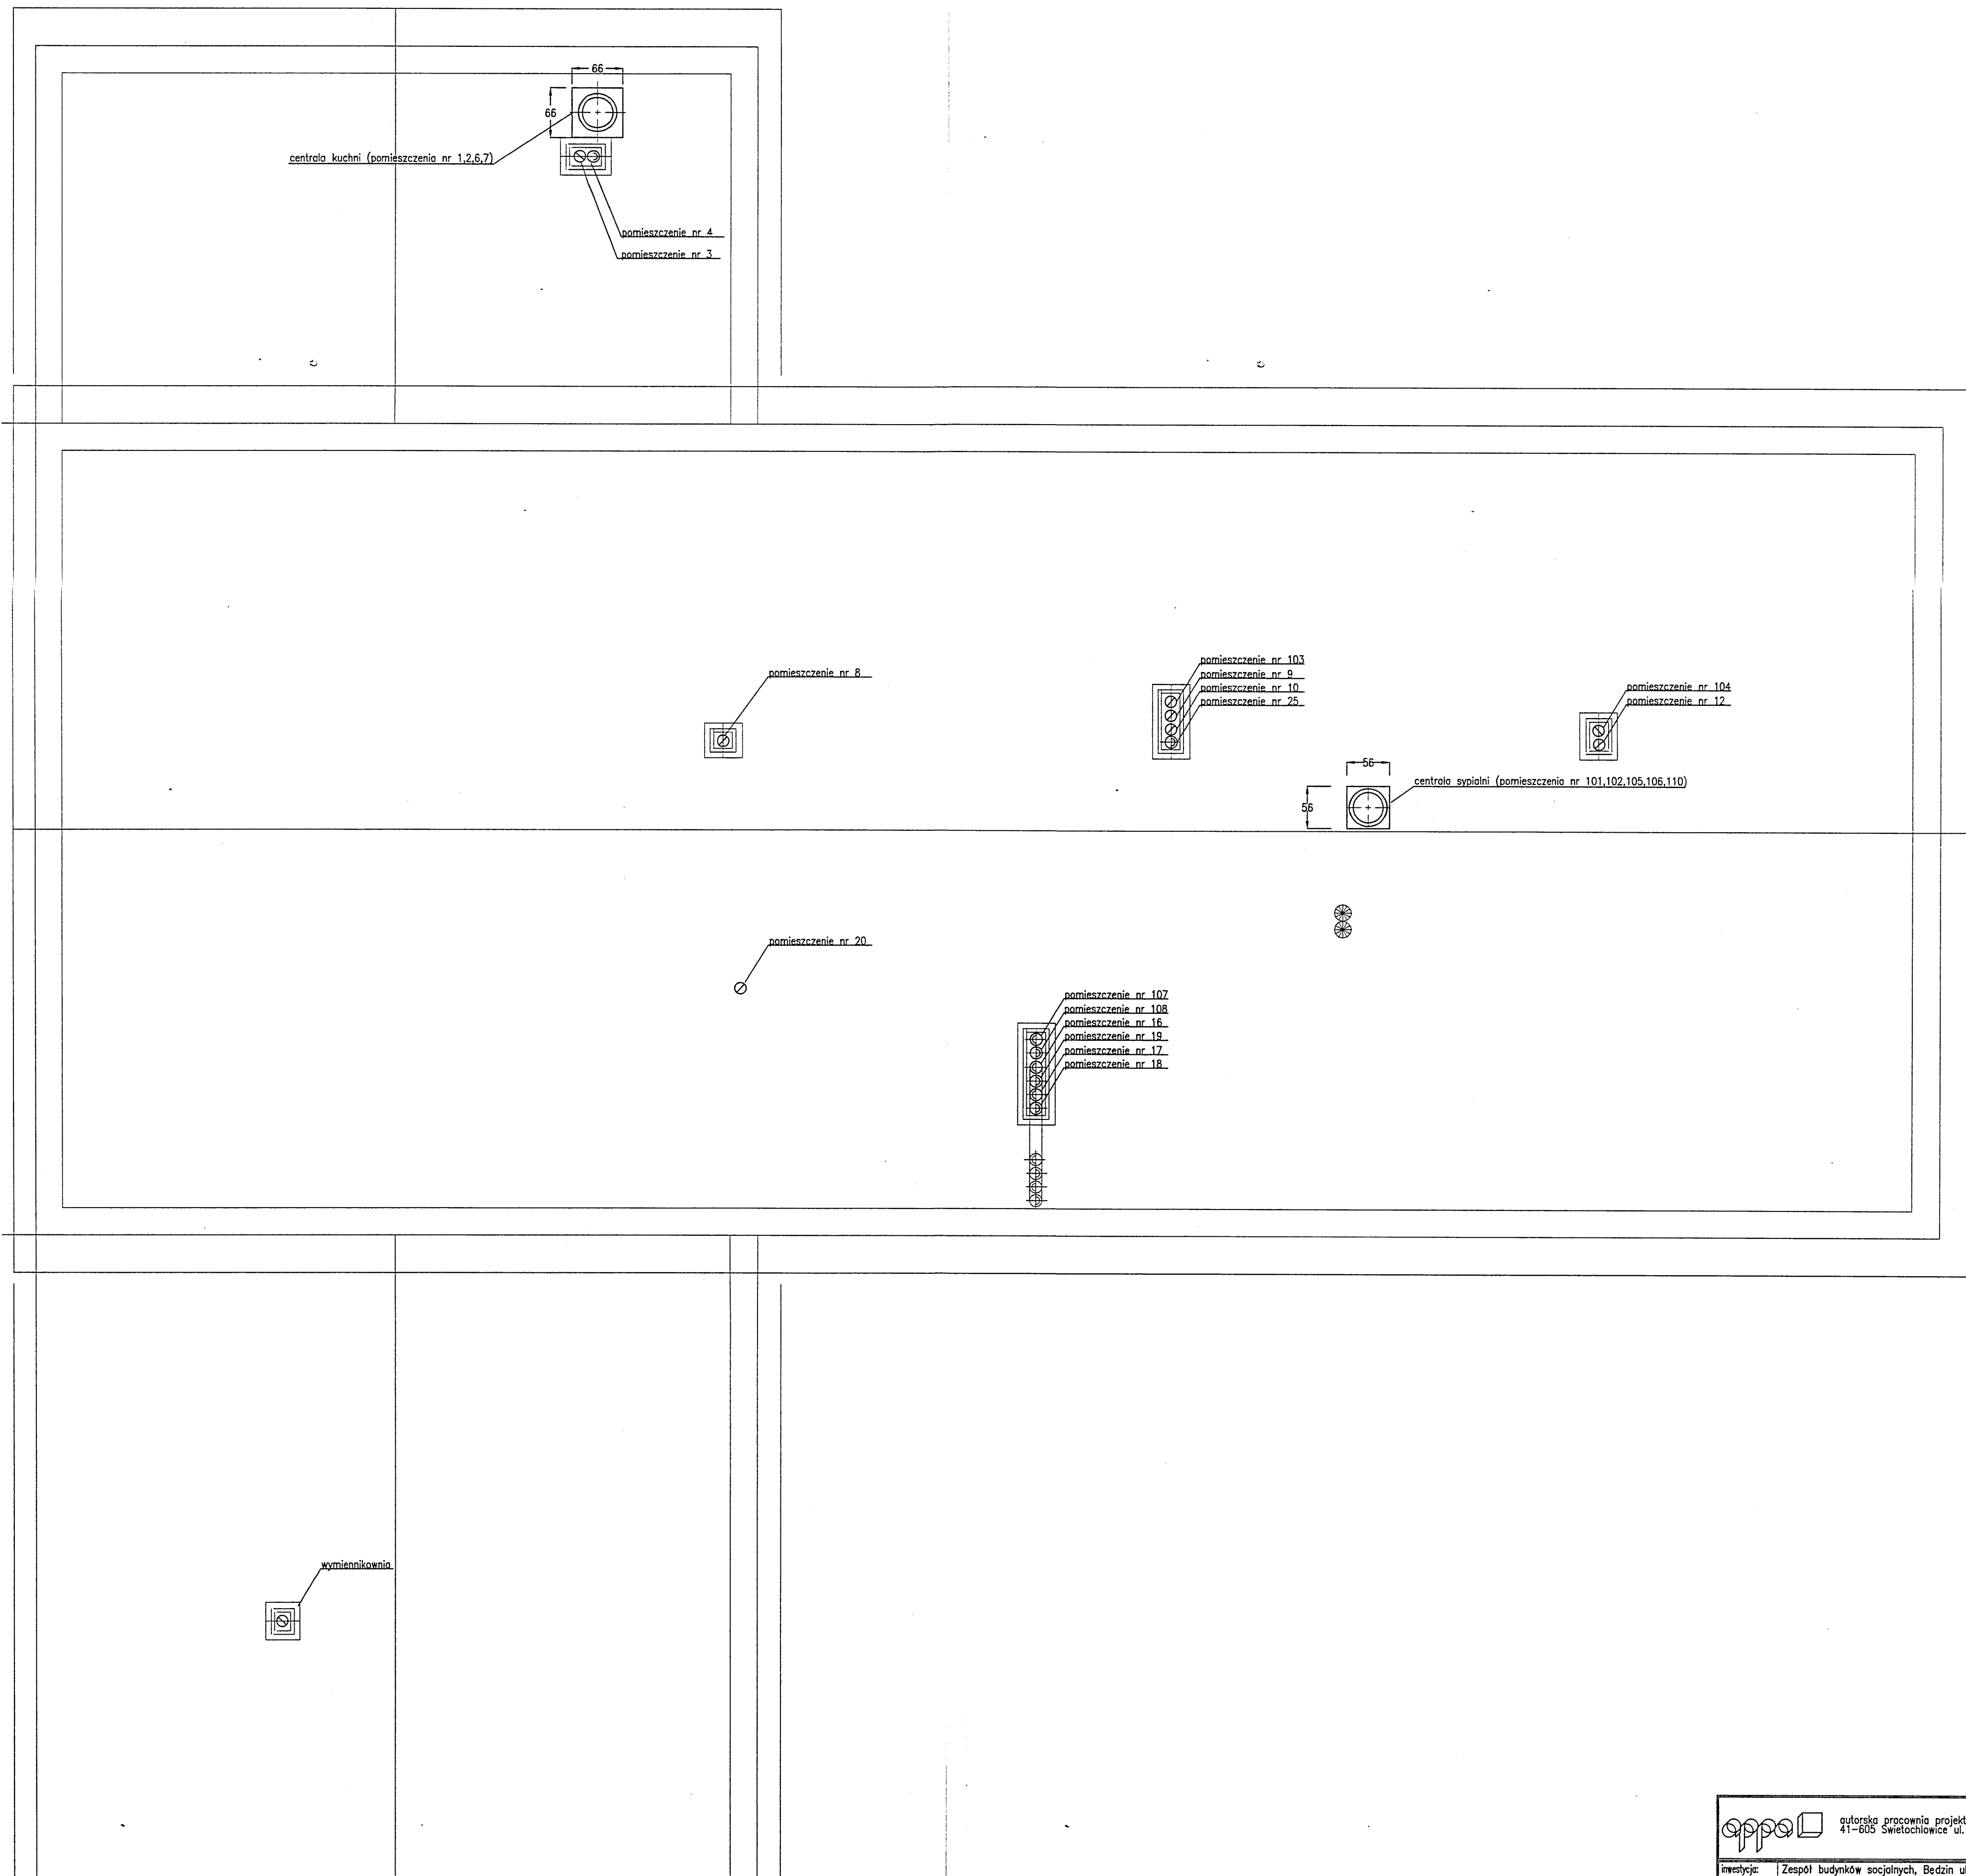 66
66
centrala kuchni (pomieszczenia nr 1,2,6,7)
pomieszczenie nr 4
pomieszczenie nr 3
pomieszczenie nr 8
pomieszczenie nr 103
pomieszczenie nr 9
pomieszczenie nr 10
pomieszczenie nr 25
pomieszczenie nr 104
pomieszczenie nr 12
56
56
centrala sypialni (pomieszczenia nr 101,102,105,106,110)
pomieszczenie nr 20
pomieszczenie nr 107
pomieszczenie nr 108
pomieszczenie nr 16
pomieszczenie nr 19
pomieszczenie nr 17
pomieszczenie nr 18
wymiennikownia
appa
autorska pracownia projekt
41-605 Świetochlowice ul.
inwestycja: Zespół budynków socjalnych, Będzin ul